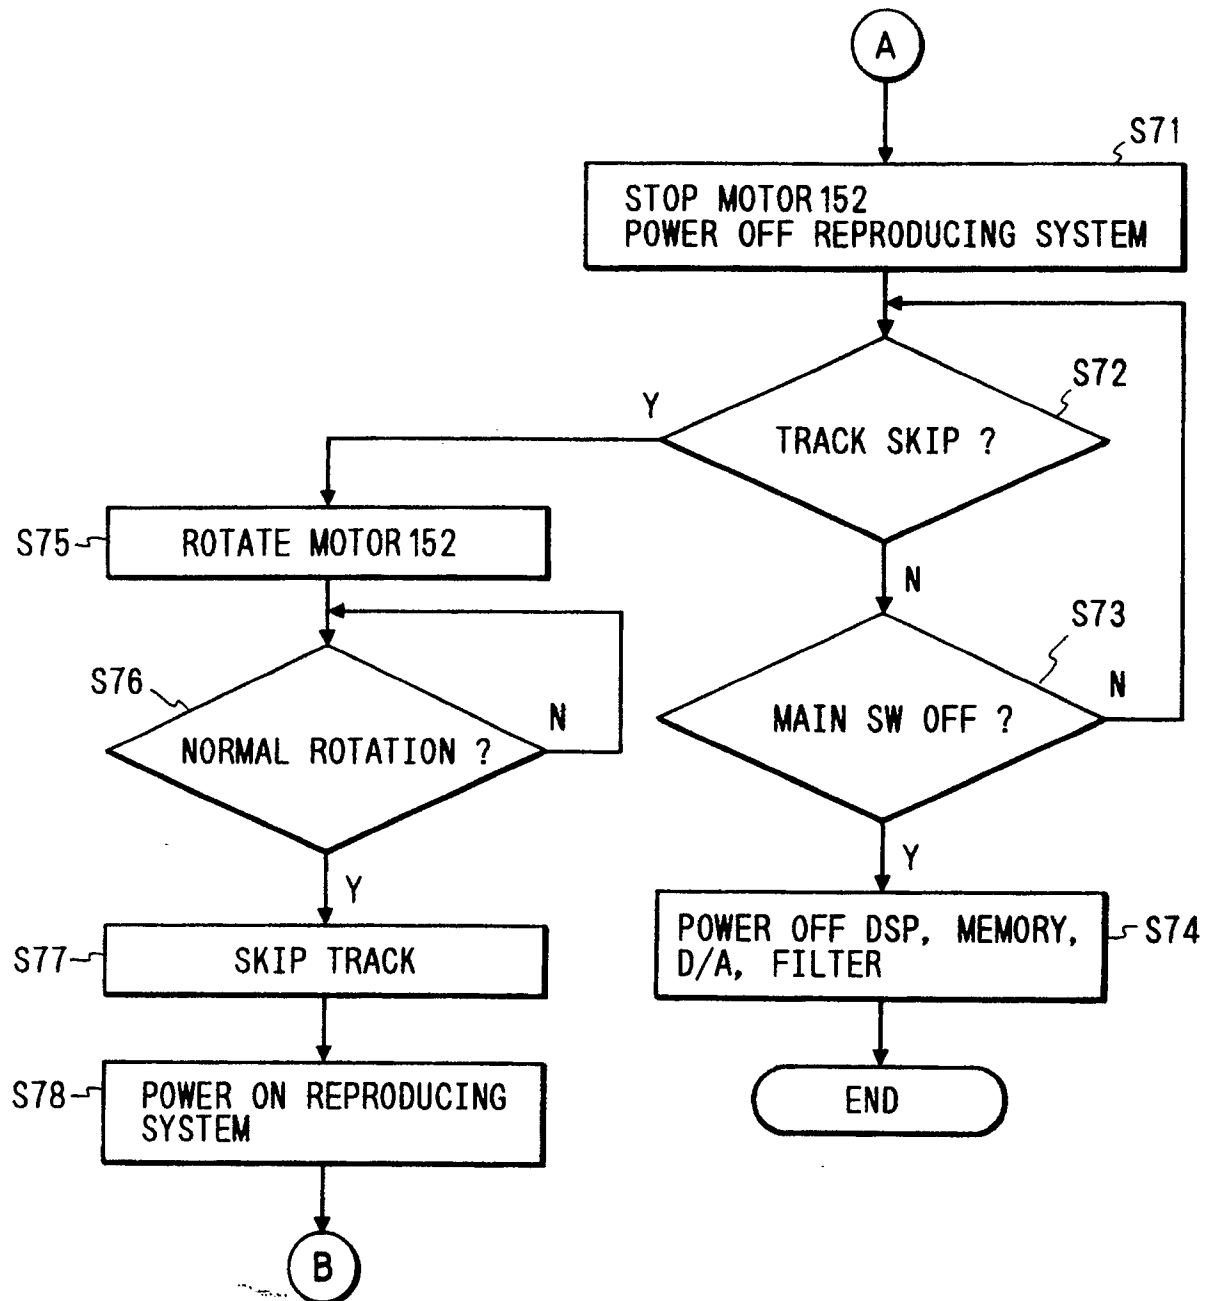 A
S71
STOP MOTOR 152
POWER OFF REPRODUCING SYSTEM
S72
Y
TRACK SKIP ?
S75
ROTATE MOTOR 152
N
S73
S76
N
MAIN SW OFF ?
N
NORMAL ROTATION ?
Y
Y
POWER OFF DSP, MEMORY,
D/A, FILTER
S74
S77
SKIP TRACK
S78
POWER ON REPRODUCING
SYSTEM
END
B